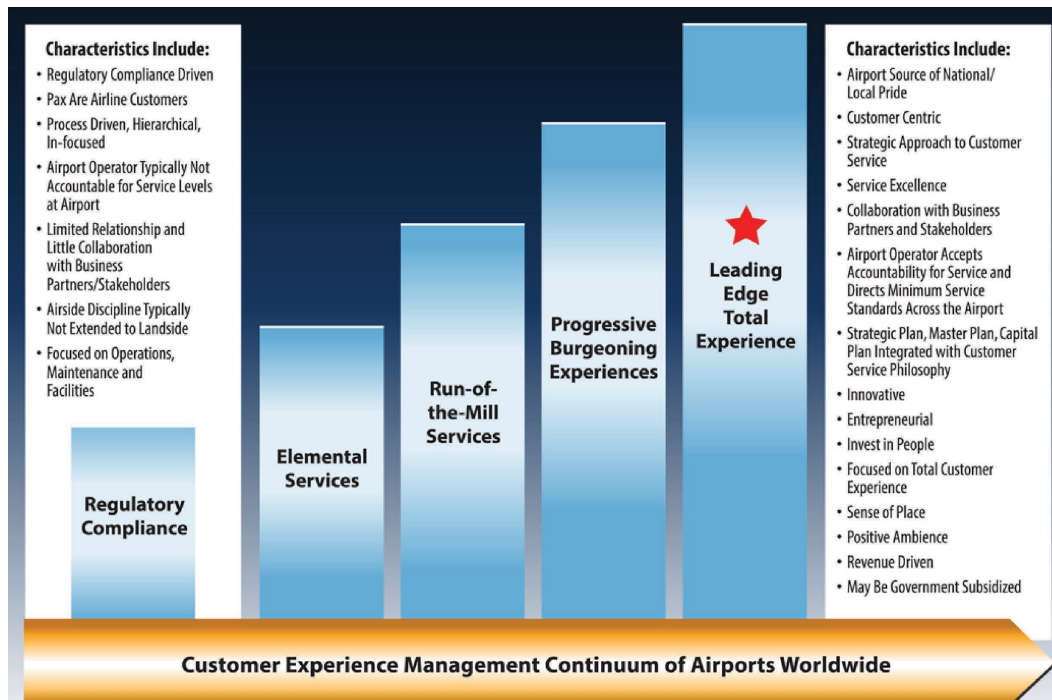 Characteristics Include:
• Regulatory Compliance Driven
• Pax Are Airline Customers
• Process Driven, Hierarchical,
In-focused
• Airport Operator Typically Not
Accountable for Service Levels
at Airport
• Limited Relationship and
Little Collaboration
with Business
Partners/Stakeholders
• Airside Discipline Typically
Not Extended to Landside
• Focused on Operations,
Maintenance and
Facilities
Regulatory
Compliance
Elemental
Services
Run-of-
the-Mill
Services
Progressive
Burgeoning
Experiences
Leading
Edge
Total
Experience
Characteristics Include:
• Airport Source of National/
Local Pride
• Customer Centric
• Strategic Approach to Customer
Service
• Service Excellence
• Collaboration with Business
Partners and Stakeholders
• Airport Operator Accepts
Accountability for Service and
Directs Minimum Service
Standards Across the Airport
• Strategic Plan, Master Plan, Capital
Plan Integrated with Customer
Service Philosophy
• Innovative
• Entrepreneurial
• Invest in People
• Focused on Total Customer
Experience
• Sense of Place
• Positive Ambience
• Revenue Driven
• May Be Government Subsidized
Customer Experience Management Continuum of Airports Worldwide